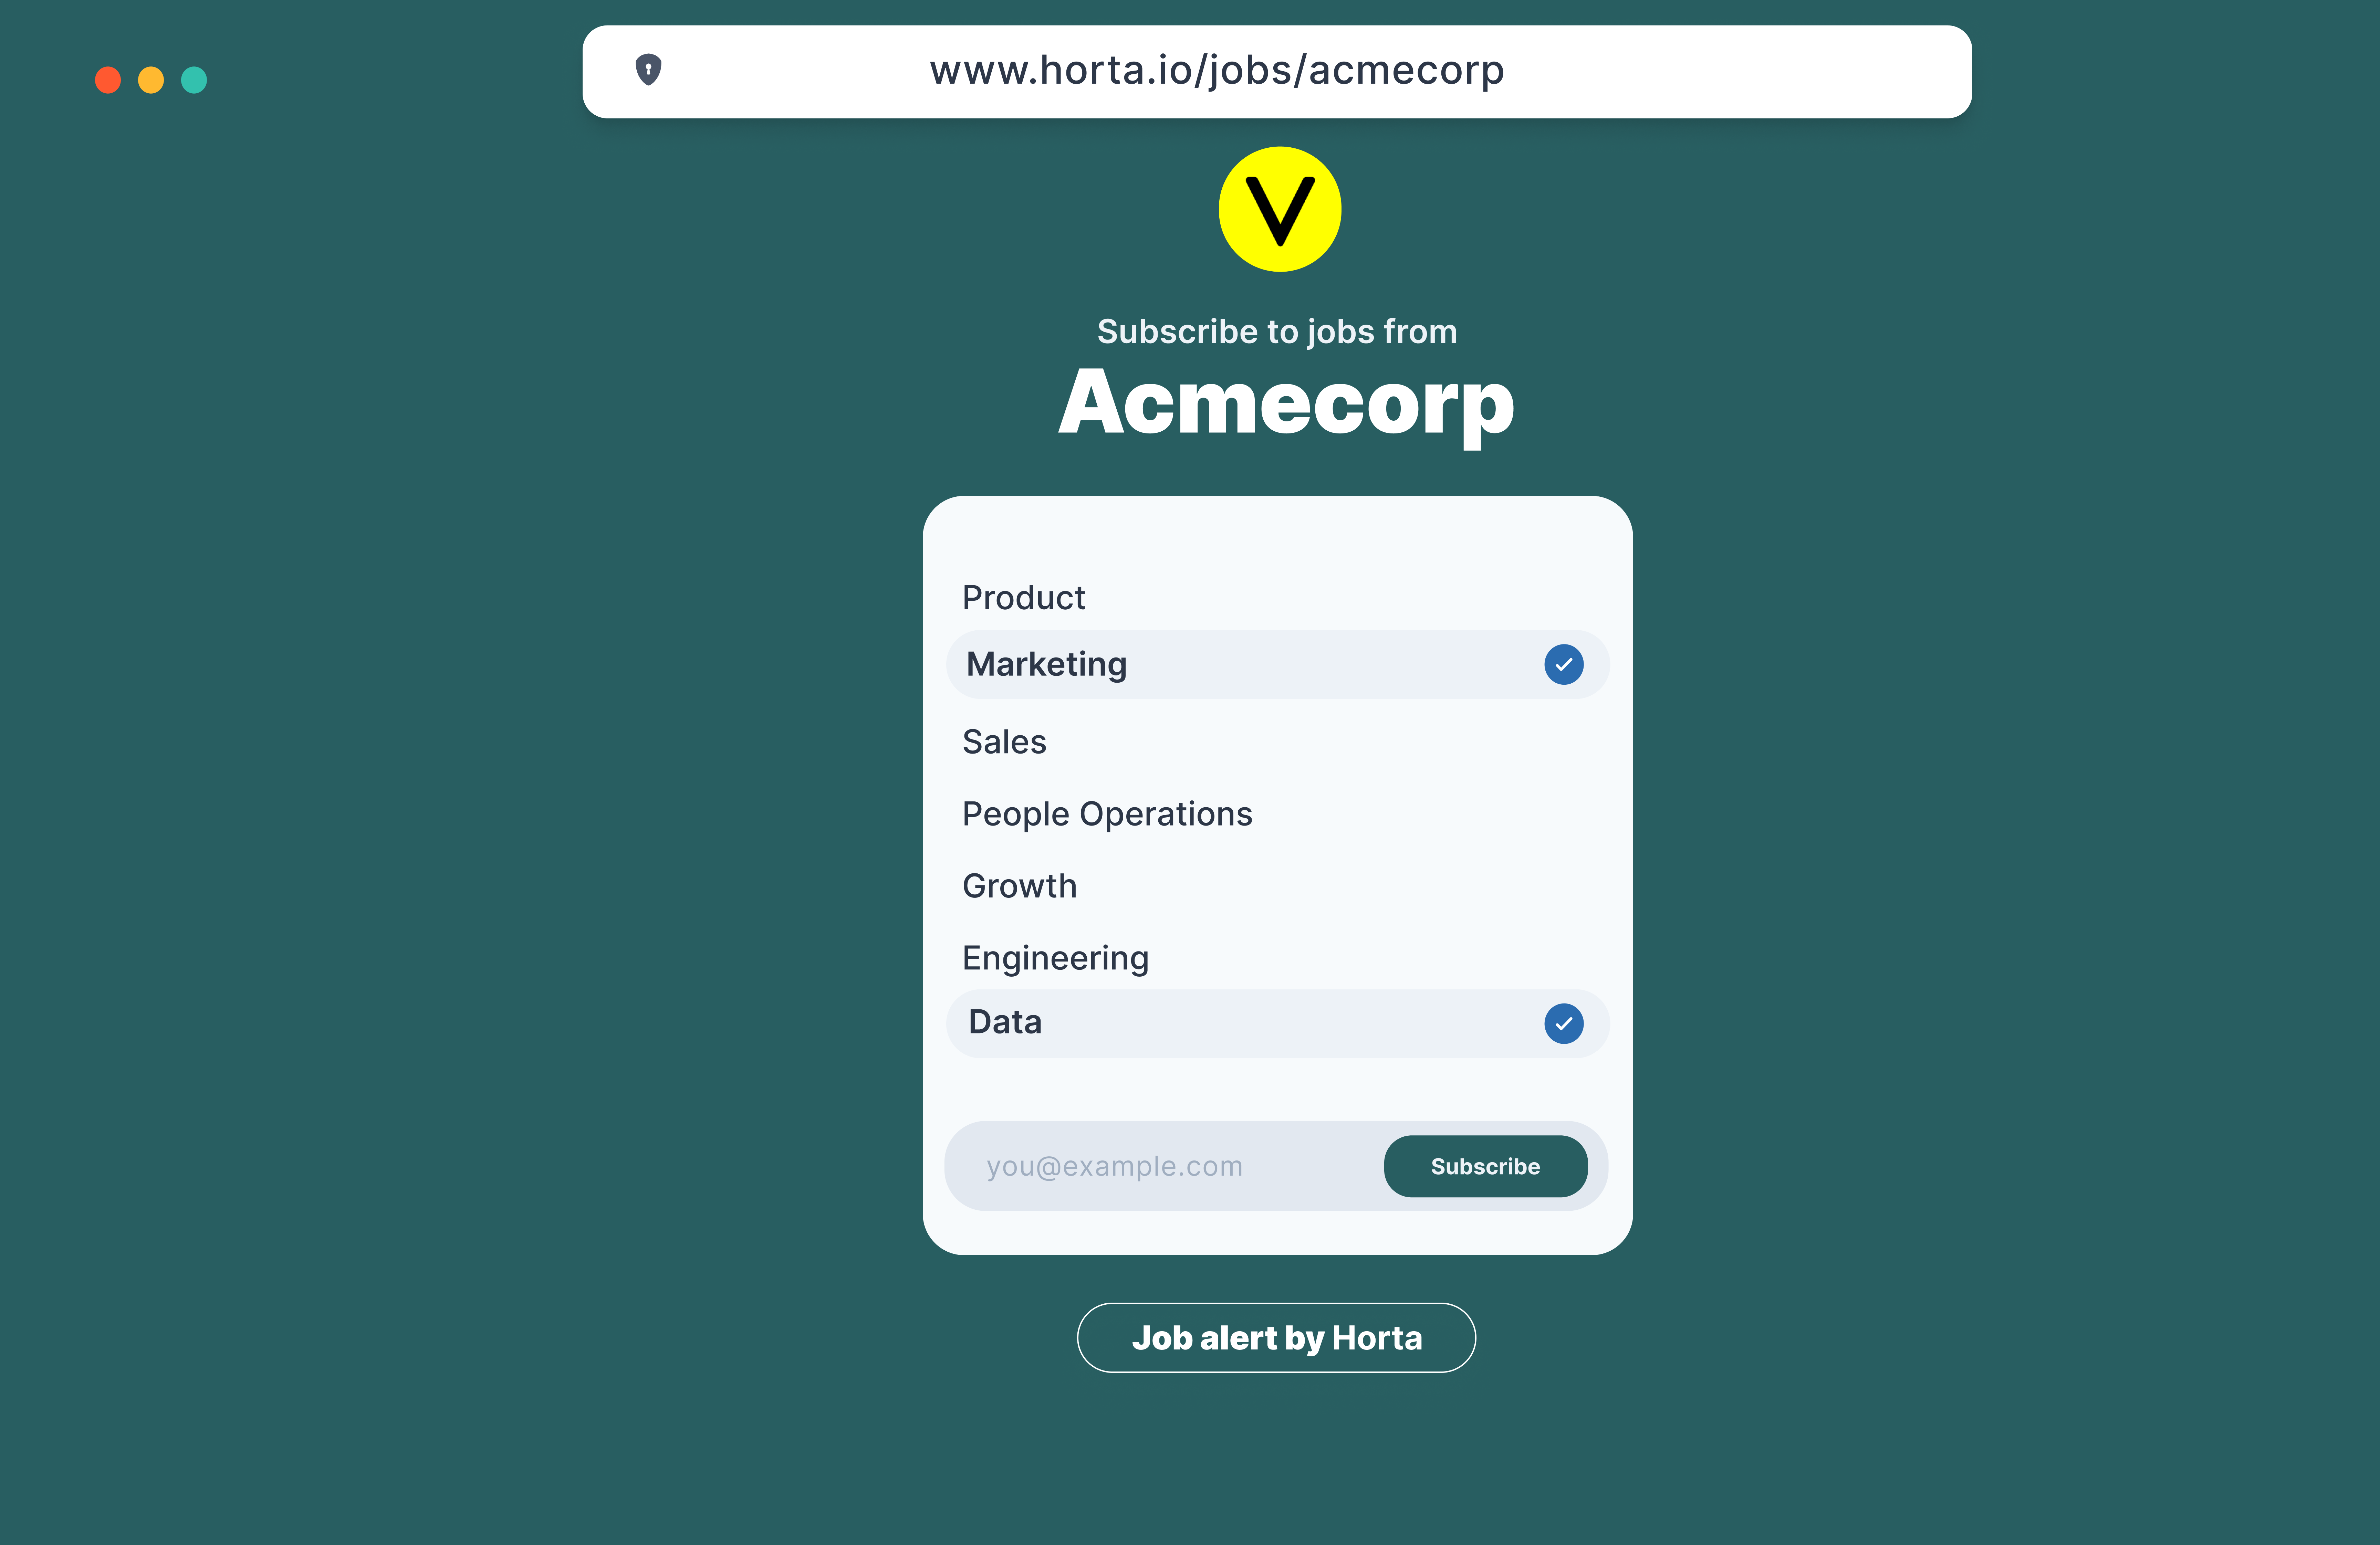 www.horta.io/jobs/acmecorp
V
Subscribe to jobs from
Acmecorp
Product
Marketing
Sales
People Operations
Growth
Engineering
Data
you@example.com Subscribe
Job alert by Horta